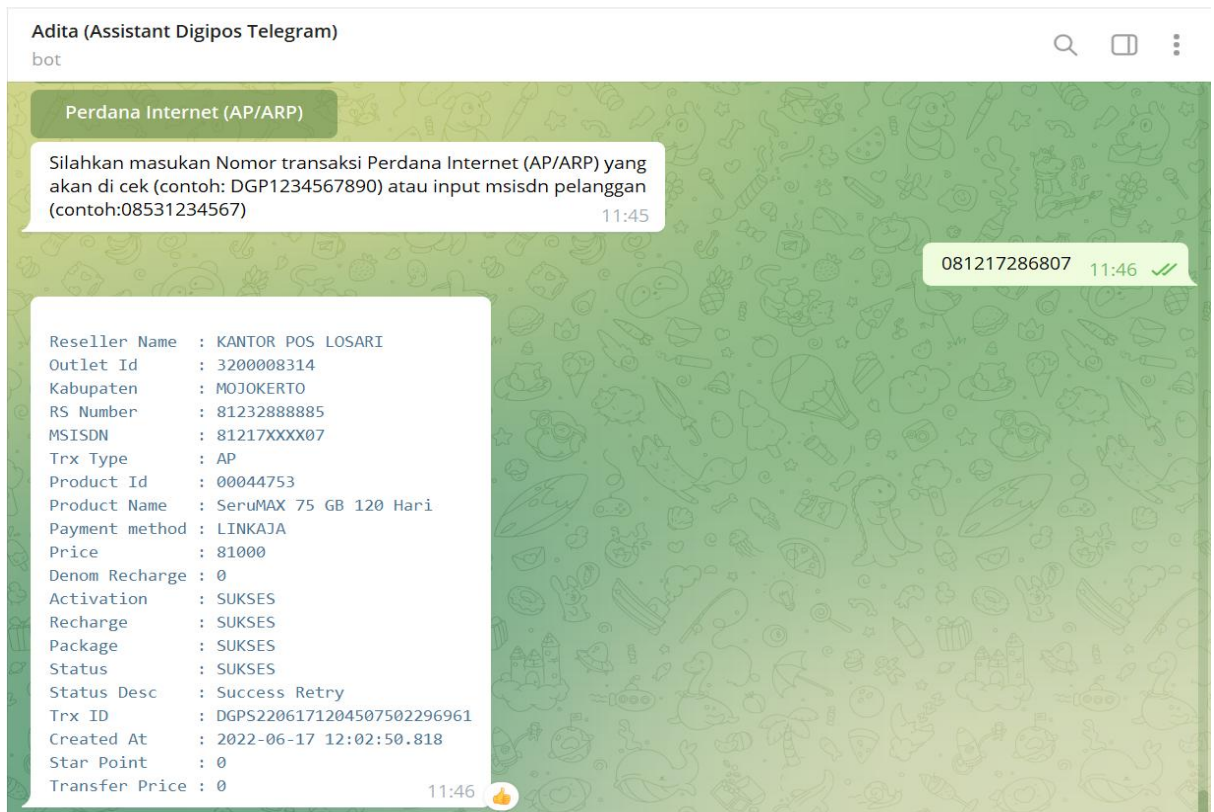 Adita (Assistant Digipos Telegram)
bot
Perdana Internet (AP/ARP)
Silahkan masukan Nomor transaksi Perdana Internet (AP/ARP) yang
akan di cek (contoh: DGP1234567890) atau input msisdn pelanggan
(contoh:08531234567)
11:45
081217286807 11:46
Reseller Name : KANTOR POS LOSARI
Outlet Id : 3200008314
Kabupaten : MOJOKERTO
RS Number : 81232888885
MSISDN : 81217XXXX07
Trx Type : AP
Product Id : 00044753
Product Name : SeruMAX 75 GB 120 Hari
Payment method : LINKAJA
Price : 81000
Denom Recharge : 0
Activation : SUKSES
Recharge : SUKSES
Package : SUKSES
Status : SUKSES
Status Desc : Success Retry
Trx ID : DGPS2206171204507502296961
Created At : 2022-06-17 12:02:50.818
Star Point : 0
Transfer Price : 0
11:46